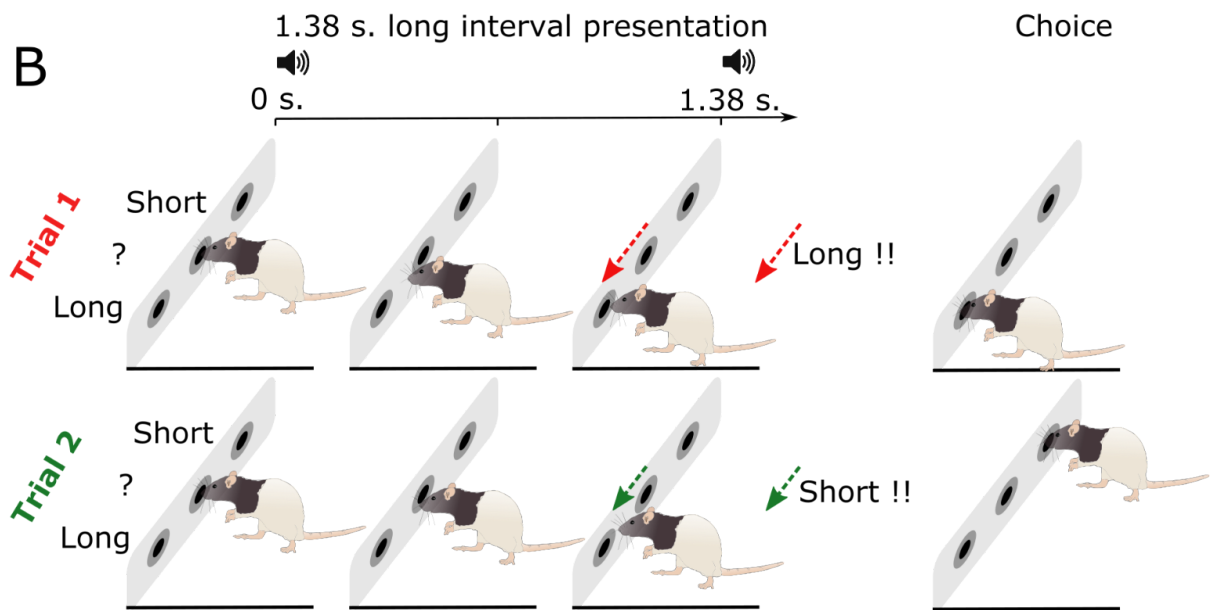 B
1.38 s. long interval presentation
Choice
0 s.
1.38 s.
Trial 1
Short
?
Long
Long !!
Trial 2
Short
?
Long
Short !!